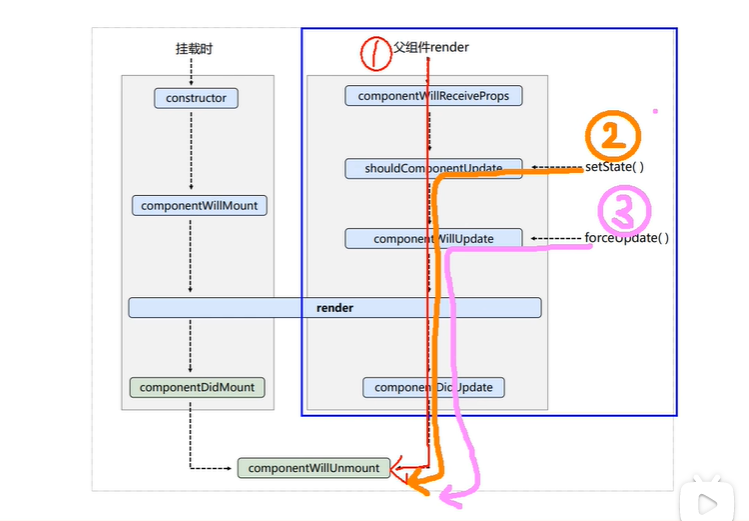 挂载时
① 父组件render
constructor
componentWillReceiveProps
②
shouldComponentUpdate
setState( )
componentWillMount
③
componentWillUpdate
forceUpdate( )
render
componentDidMount
componentDidUpdate
componentWillUnmount